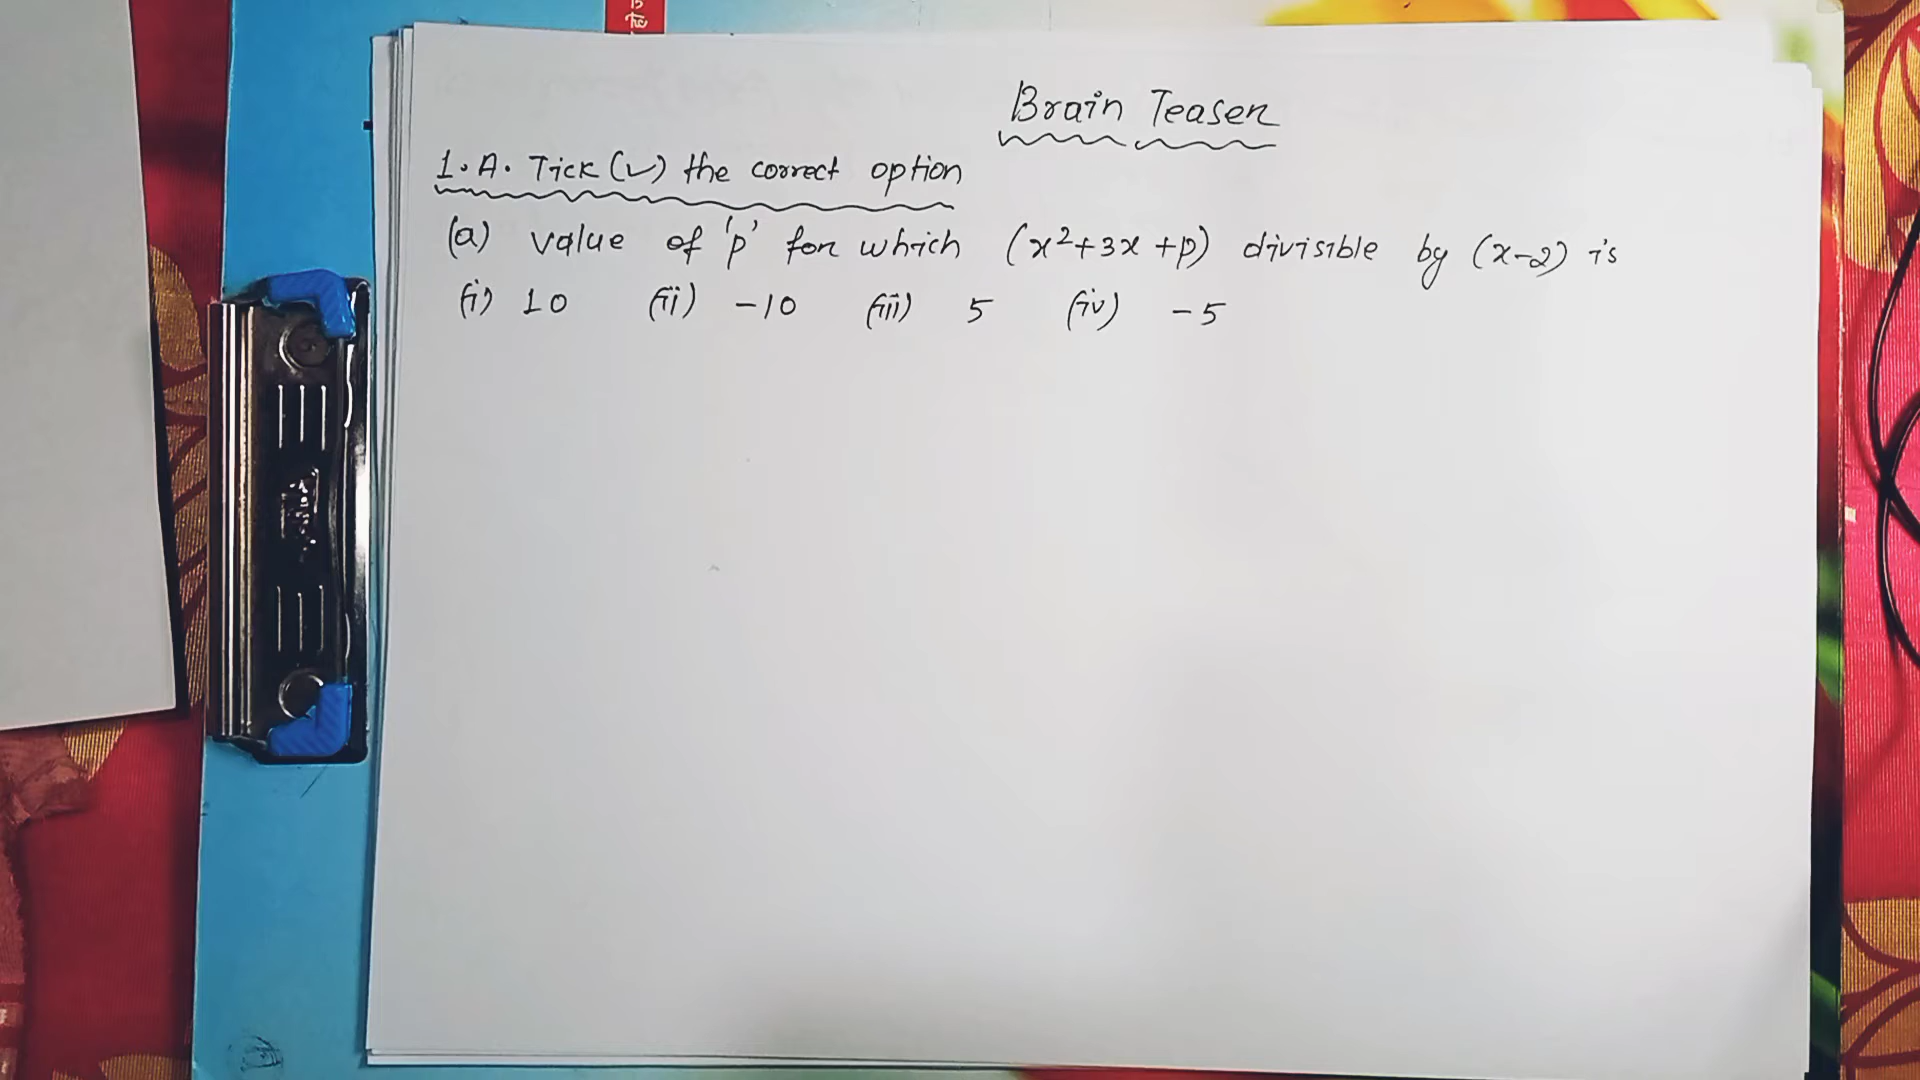 Brain Teaser
1.A. Tick (✓) the correct option
(a) value of 'p' for which (x²+3x+p) divisible by (x-2) is
(i) 10 (ii) -10 (iii) 5 (iv) -5